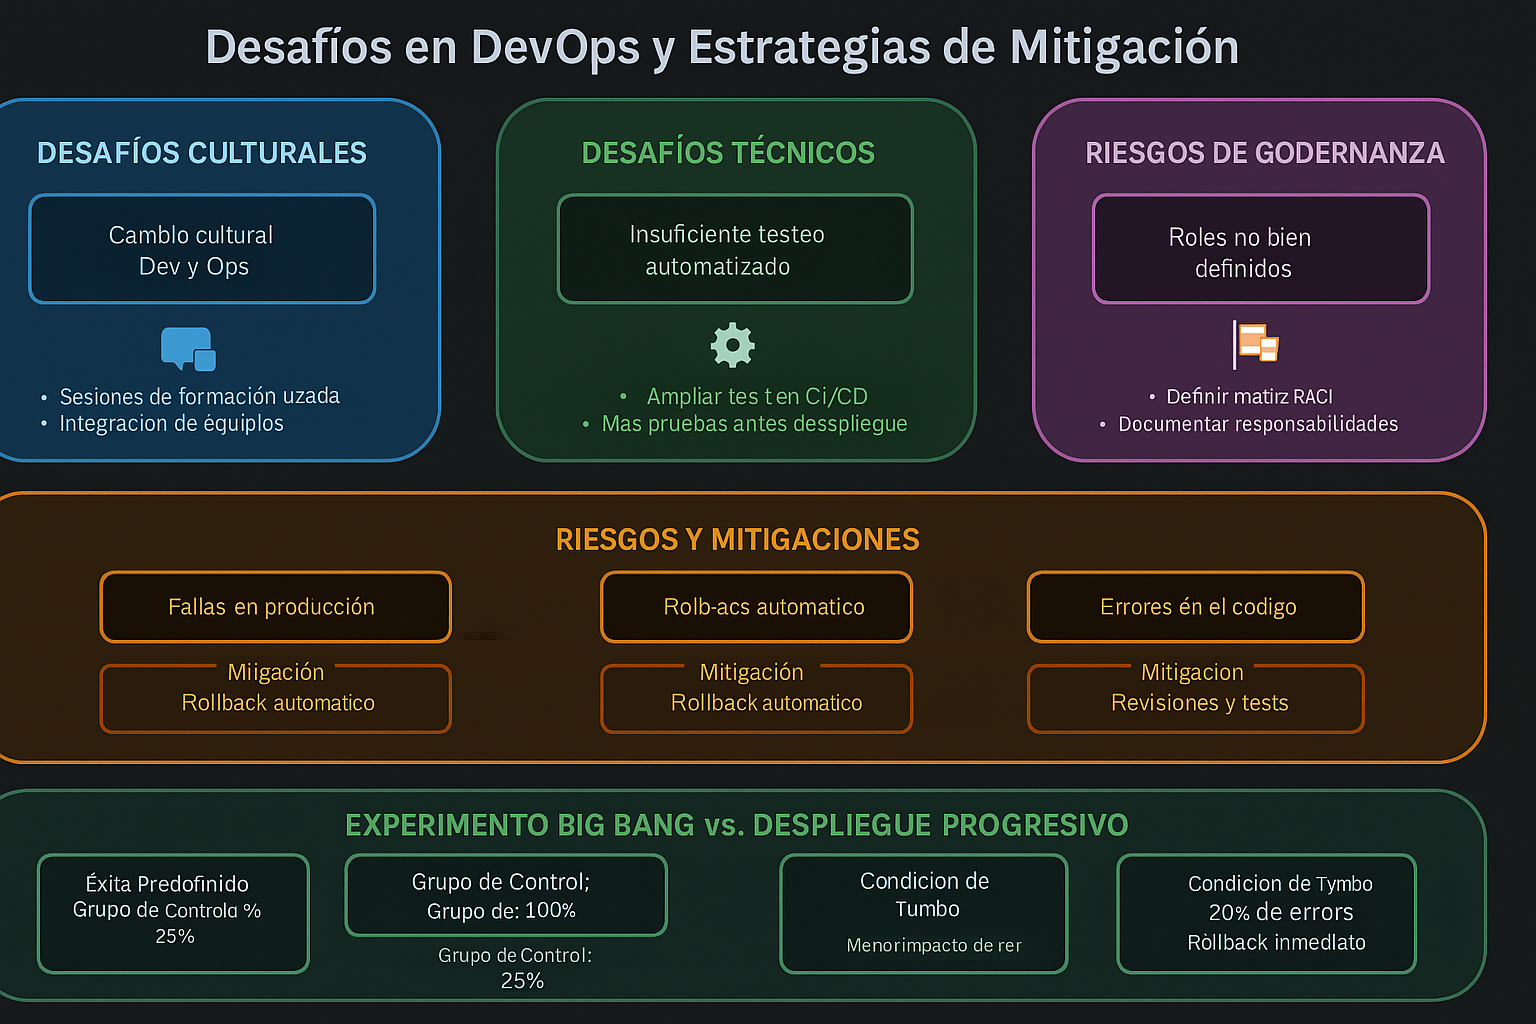 Desafíos en DevOps y Estrategias de Mitigación
DESAFÍOS CULTURALES
Camblo cultural
Dev y Ops
• Sesiones de formación uzada
• Integracion de équiplos
DESAFÍOS TÉCNICOS
Insuficiente testeo
automatizado
• Ampliar tes t en Ci/CD
• Mas pruebas antes desspliegue
RIESGOS DE GODERNANZA
Roles no bien
definidos
• Definir matirz RACI
• Documentar responsabilidades
RIESGOS Y MITIGACIONES
Fallas en producción
Miigación
Rollback automatico
Rolb-acs automatico
Mitigación
Rollback automatico
Errores én el codigo
Mitigacion
Revisiones y tests
EXPERIMENTO BIG BANG vs. DESPLIEGUE PROGRESIVO
Éxita Predofinido
Grupo de Controla %
25%
Grupo de Control;
Grupo de: 100%
Grupo de Control:
25%
Condicion de
Tumbo
Menorimpacto de rer
Condicion de Tymbo
20% de errors
Ròllback inmedlato